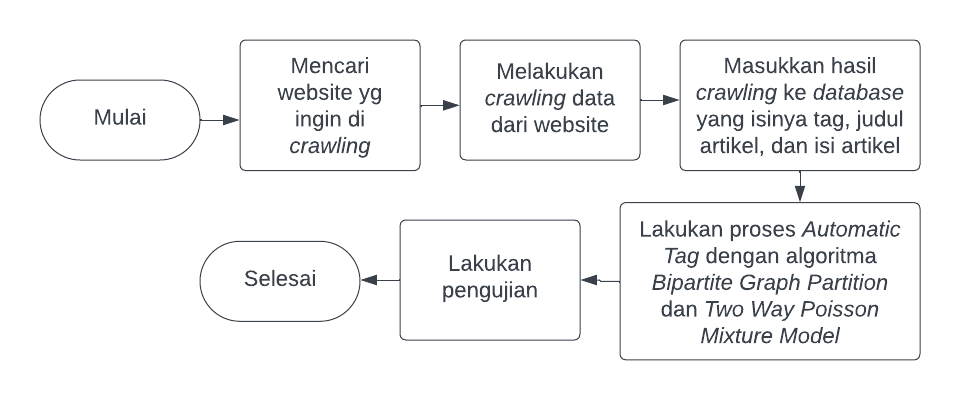 Mulai
Mencari
website yg
ingin di
crawling
Melakukan
crawling data
dari website
Masukkan hasil
crawling ke database
yang isinya tag, judul
artikel, dan isi artikel
Lakukan proses Automatic
Tag dengan algoritma
Bipartite Graph Partition
dan Two Way Poisson
Mixture Model
Lakukan
pengujian
Selesai